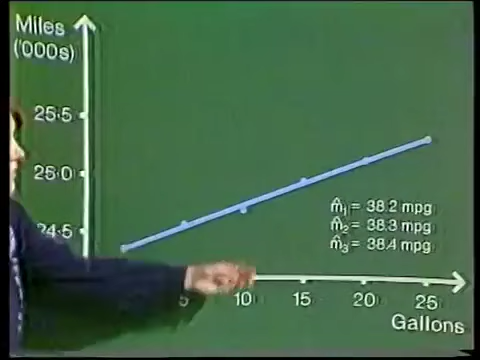 Miles
('000s)
25·5
25·0
24·5
m̂₁ = 38.2 mpg
m̂₂ = 38.3 mpg
m̂₃ = 38.4 mpg
5 10 15 20 25
Gallons